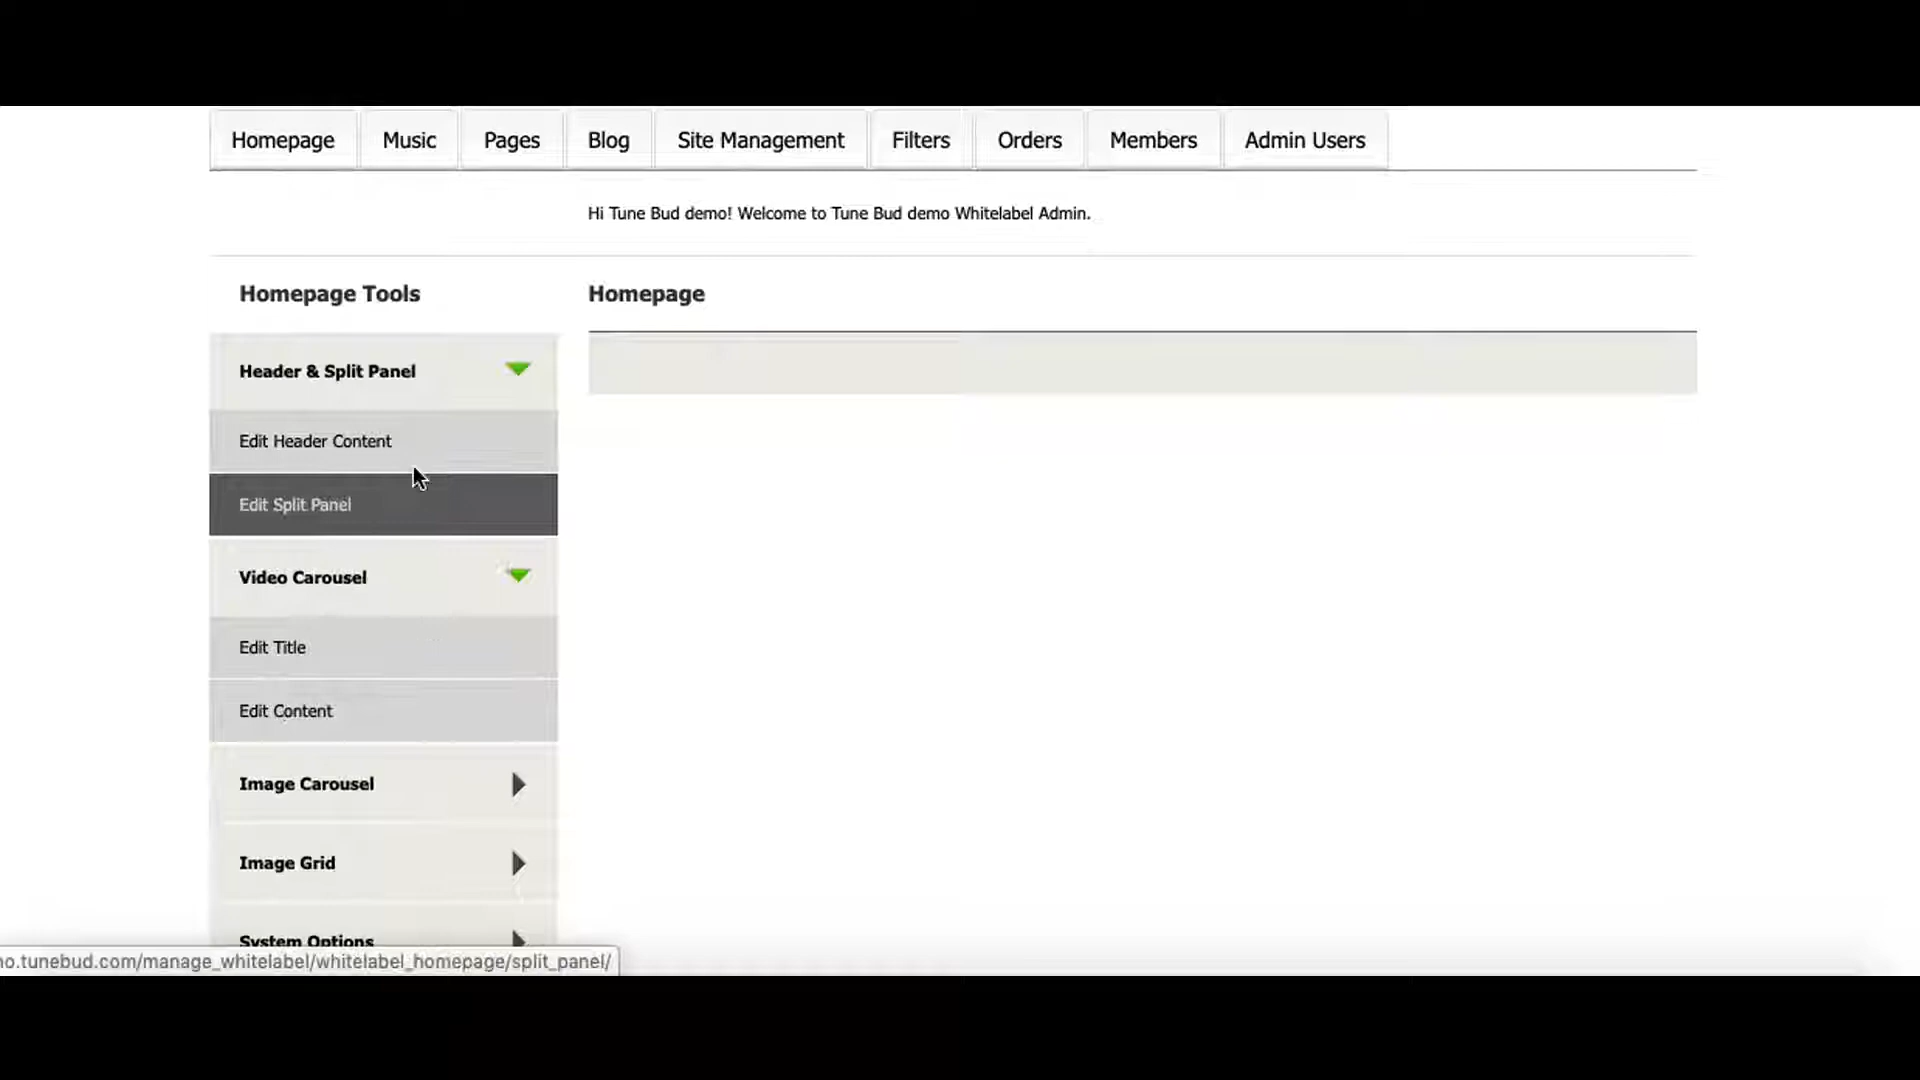 Homepage Music Pages Blog Site Management Filters Orders Members Admin Users
Hi Tune Bud demo! Welcome to Tune Bud demo Whitelabel Admin.
Homepage Tools
Homepage
Header & Split Panel
Edit Header Content
Edit Split Panel
Video Carousel
Edit Title
Edit Content
Image Carousel
Image Grid
System Options
no.tunebud.com/manage_whitelabel/whitelabel_homepage/split_panel/